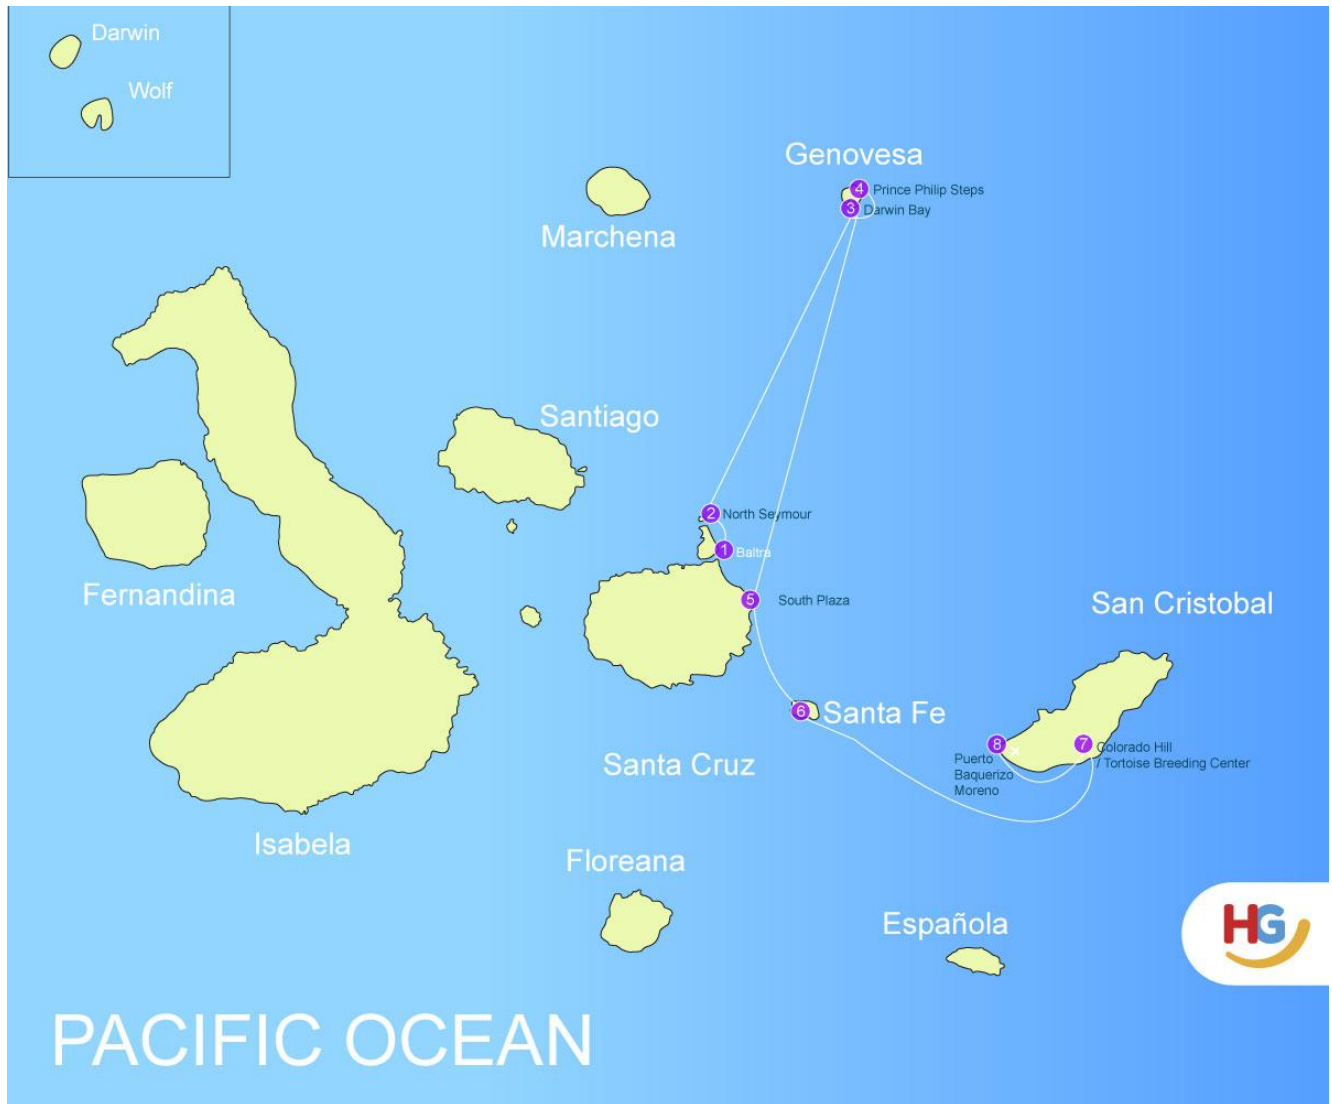 Darwin
Wolf
Genovesa
4 Prince Philip Steps
3 Darwin Bay
Marchena
Santiago
2 North Seymour
1 Baltra
Fernandina
5 South Plaza
San Cristobal
6 Santa Fe
8
7 Colorado Hill
/ Tortoise Breeding Center
Puerto
Baquerizo
Moreno
Santa Cruz
Isabela
Floreana
Española
HG
PACIFIC OCEAN